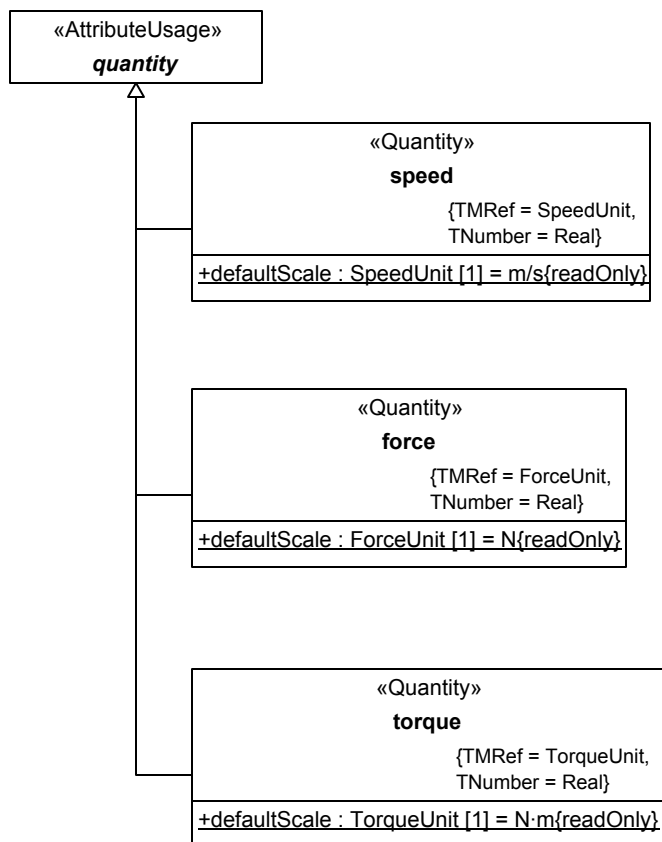 «AttributeUsage»
quantity
«Quantity»
speed
{TMRef = SpeedUnit,
TNumber = Real}
+defaultScale : SpeedUnit [1] = m/s{readOnly}
«Quantity»
force
{TMRef = ForceUnit,
TNumber = Real}
+defaultScale : ForceUnit [1] = N{readOnly}
«Quantity»
torque
{TMRef = TorqueUnit,
TNumber = Real}
+defaultScale : TorqueUnit [1] = N·m{readOnly}